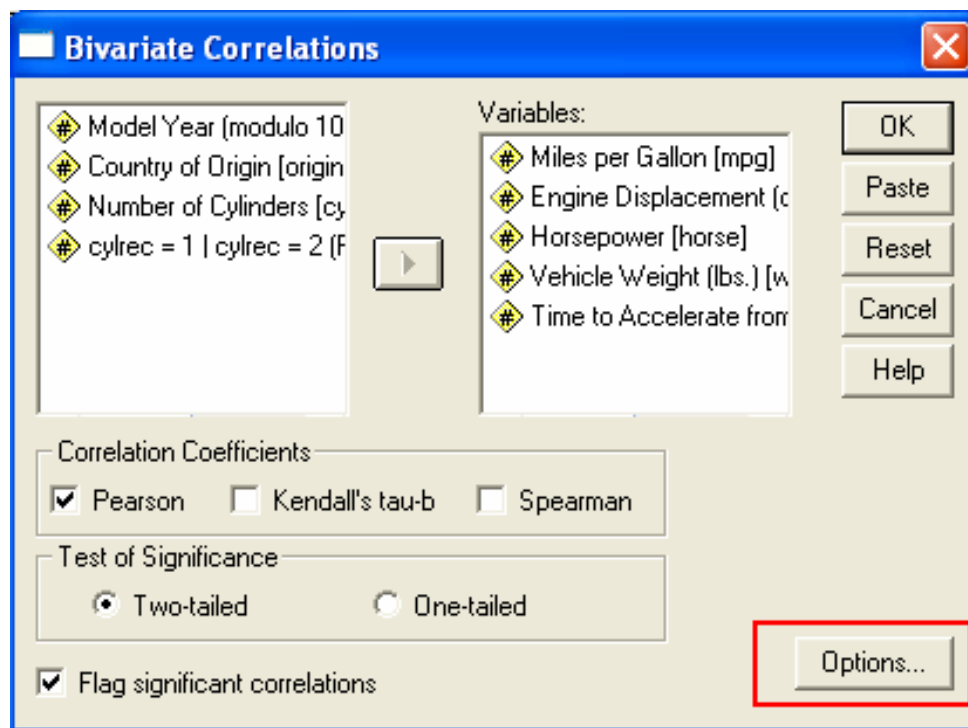 Bivariate Correlations
Model Year (modulo 10
Country of Origin [origin
Number of Cylinders [cy
cylrec = 1 | cylrec = 2 (F
Variables:
Miles per Gallon [mpg]
Engine Displacement (c
Horsepower [horse]
Vehicle Weight (lbs.) [w
Time to Accelerate from
OK
Paste
Reset
Cancel
Help
Correlation Coefficients
Pearson
Kendall's tau-b
Spearman
Test of Significance
Two-tailed
One-tailed
Flag significant correlations
Options...